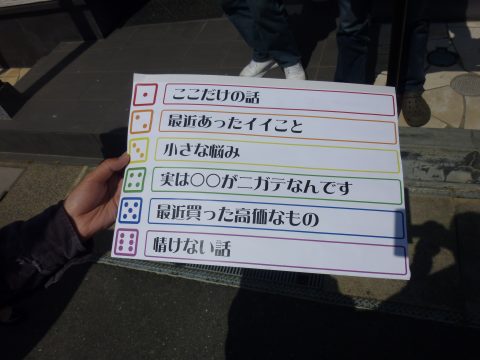 ここだけの話
最近あったイイこと
小さな悩み
実は○○がニガテなんです
最近買った高価なもの
情けない話